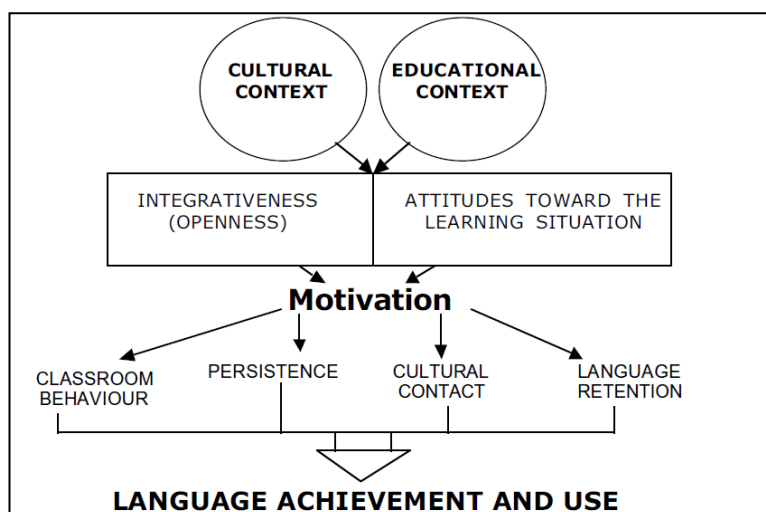 CULTURAL
CONTEXT
EDUCATIONAL
CONTEXT
INTEGRATIVENESS
(OPENNESS)
ATTITUDES TOWARD THE
LEARNING SITUATION
Motivation
CLASSROOM
BEHAVIOUR
PERSISTENCE
CULTURAL
CONTACT
LANGUAGE
RETENTION
LANGUAGE ACHIEVEMENT AND USE